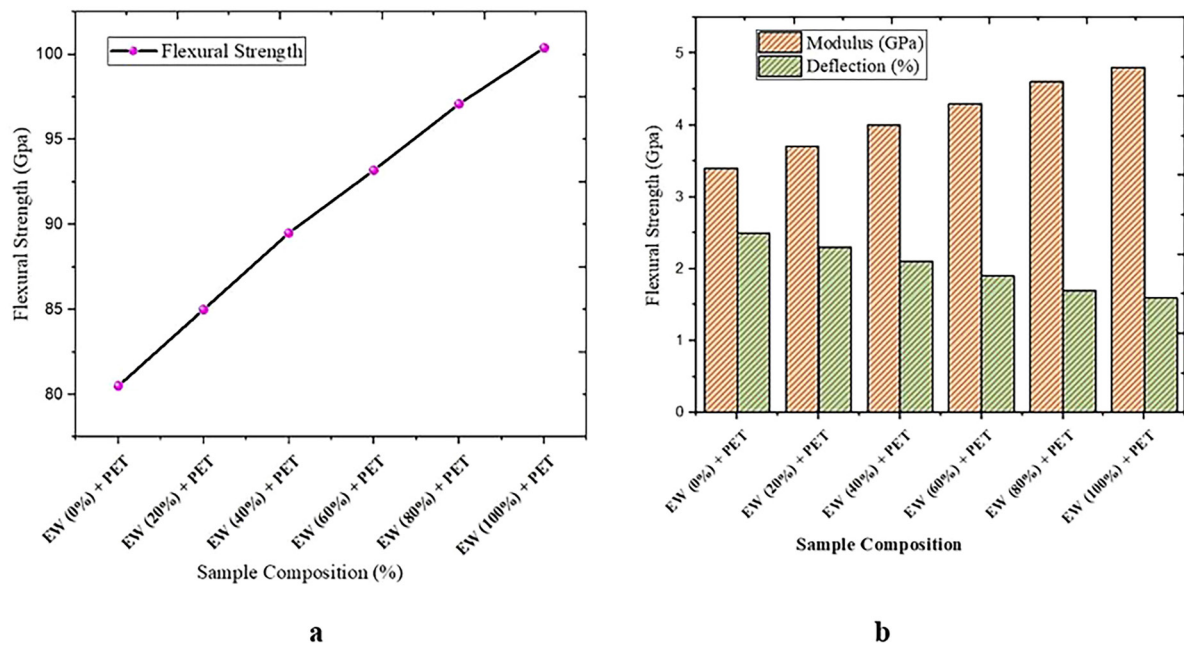 Flexural Strength
100
95
90
85
80
Flexural Strength (Gpa)
EW (0%) + PET
EW (20%) + PET
EW (40%) + PET
EW (60%) + PET
EW (80%) + PET
EW (100%) + PET
Sample Composition (%)
a
Modulus (GPa)
Deflection (%)
5
4
3
2
1
0
Flexural Strength (Gpa)
EW (0%) + PET
EW (20%) + PET
EW (40%) + PET
EW (60%) + PET
EW (80%) + PET
EW (100%) + PET
Sample Composition
b